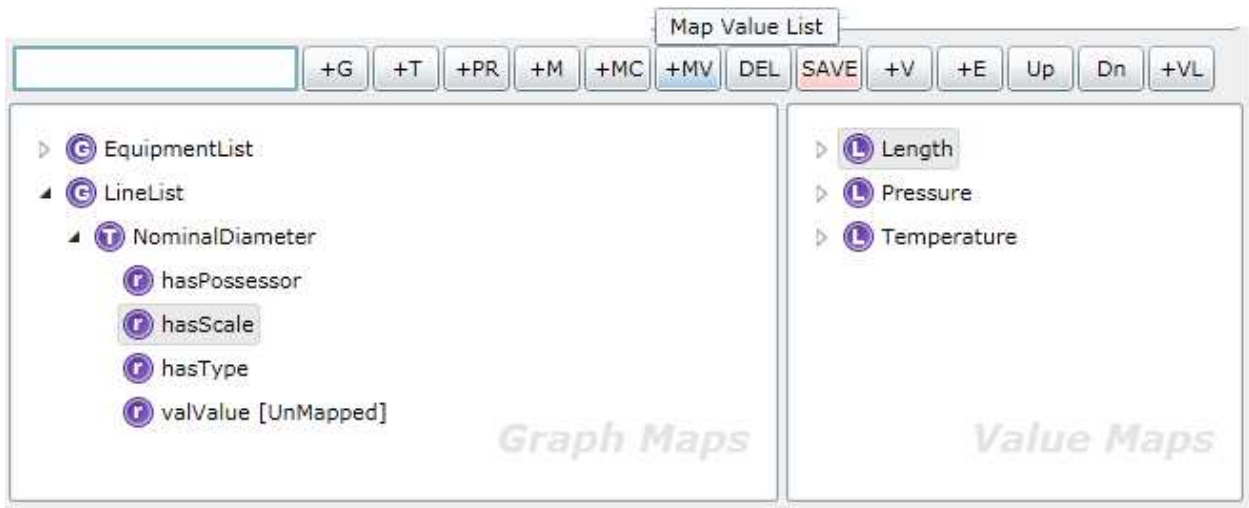 Map Value List
+G +T +PR +M +MC +MV DEL SAVE +V +E Up Dn +VL
G EquipmentList
G LineList
T NominalDiameter
r hasPossessor
r hasScale
r hasType
r valValue [UnMapped]
Graph Maps
L Length
L Pressure
L Temperature
Value Maps